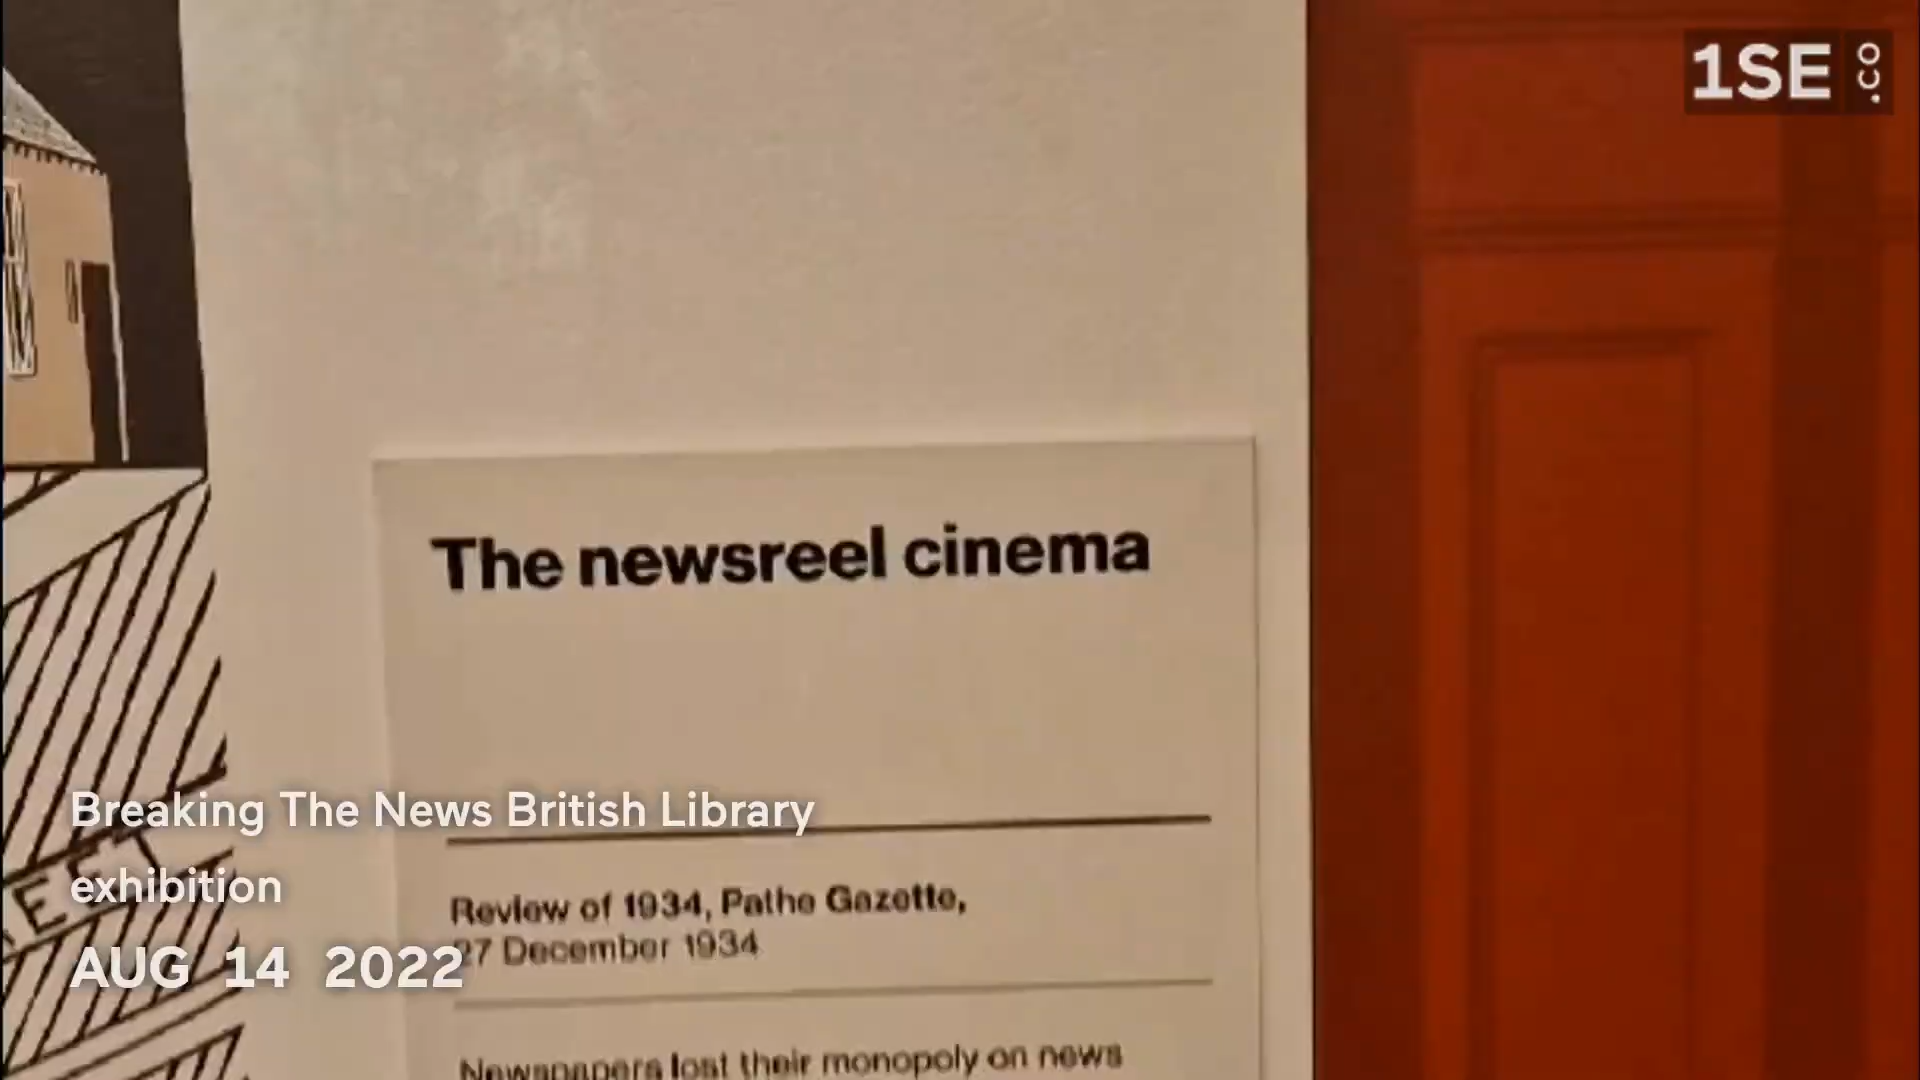 1SE .co
The newsreel cinema
Review of 1934, Pathe Gazette,
27 December 1934
Newspapers lost their monopoly on news
Breaking The News British Library
exhibition
AUG 14 2022